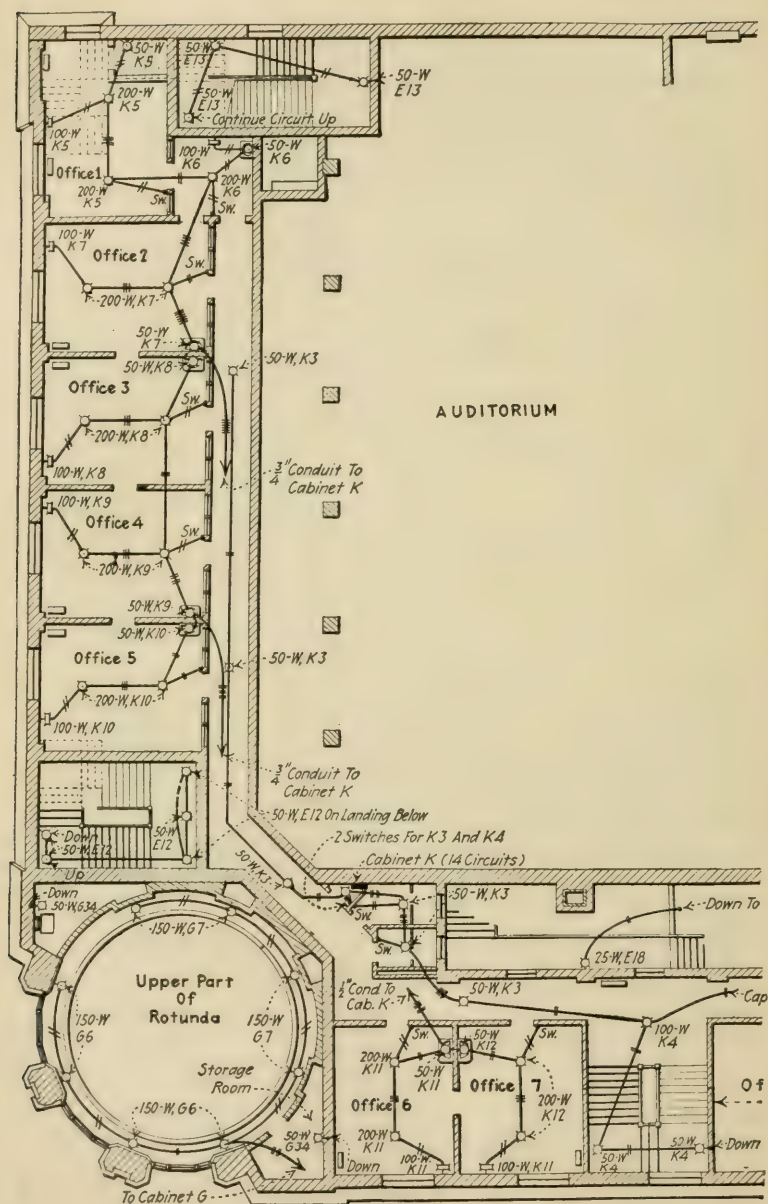 50-W
K5
50-W
E13
50-W
E13
200-W
K5
50-W
E13
Continue Circuit Up
100-W
K5
100-W
K6
50-W
K6
Office 1
200-W
K5
Sw.
200-W
K6
Sw.
100-W
K7
Office 2
Sw.
200-W, K7
50-W
K7
50-W, K8
50-W, K3
Office 3
Sw.
200-W, K8
AUDITORIUM
100-W, K8
3/4" Conduit To
Cabinet K
100-W, K9
Office 4
Sw.
200-W, K9
50-W, K9
50-W, K10
Office 5
50-W, K3
200-W, K10
100-W, K10
3/4" Conduit To
Cabinet K
50-W, E12 On Landing Below
2 Switches For K3 And K4
Cabinet K (14 Circuits)
Down
50-W, E12
50-W
E12
Up
50-W, K3
50-W, K3
Sw.
Down
50-W, G34
150-W, G7
Down To
Sw.
25-W, E18
Upper Part
Of
Rotunda
1/2" Cond. To
Cab. K
50-W, K3
Cap
150-W
G6
150-W
G7
100-W
K4
Sw.
50-W
K12
Sw.
200-W
K11
50-W
K11
Office 7
Storage
Room
Office 6
200-W
K12
Of
150-W, G6
50-W
G34
200-W
K11
100-W
K11
100-W, K11
50-W
K4
50-W
K4
Down
Down
To Cabinet G